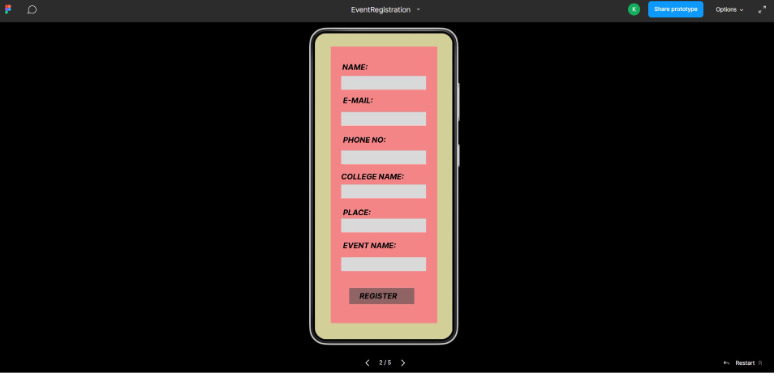 EventRegistration
K
Share prototype
Options
NAME:
E-MAIL:
PHONE NO:
COLLEGE NAME:
PLACE:
EVENT NAME:
REGISTER
2 / 5
Restart R